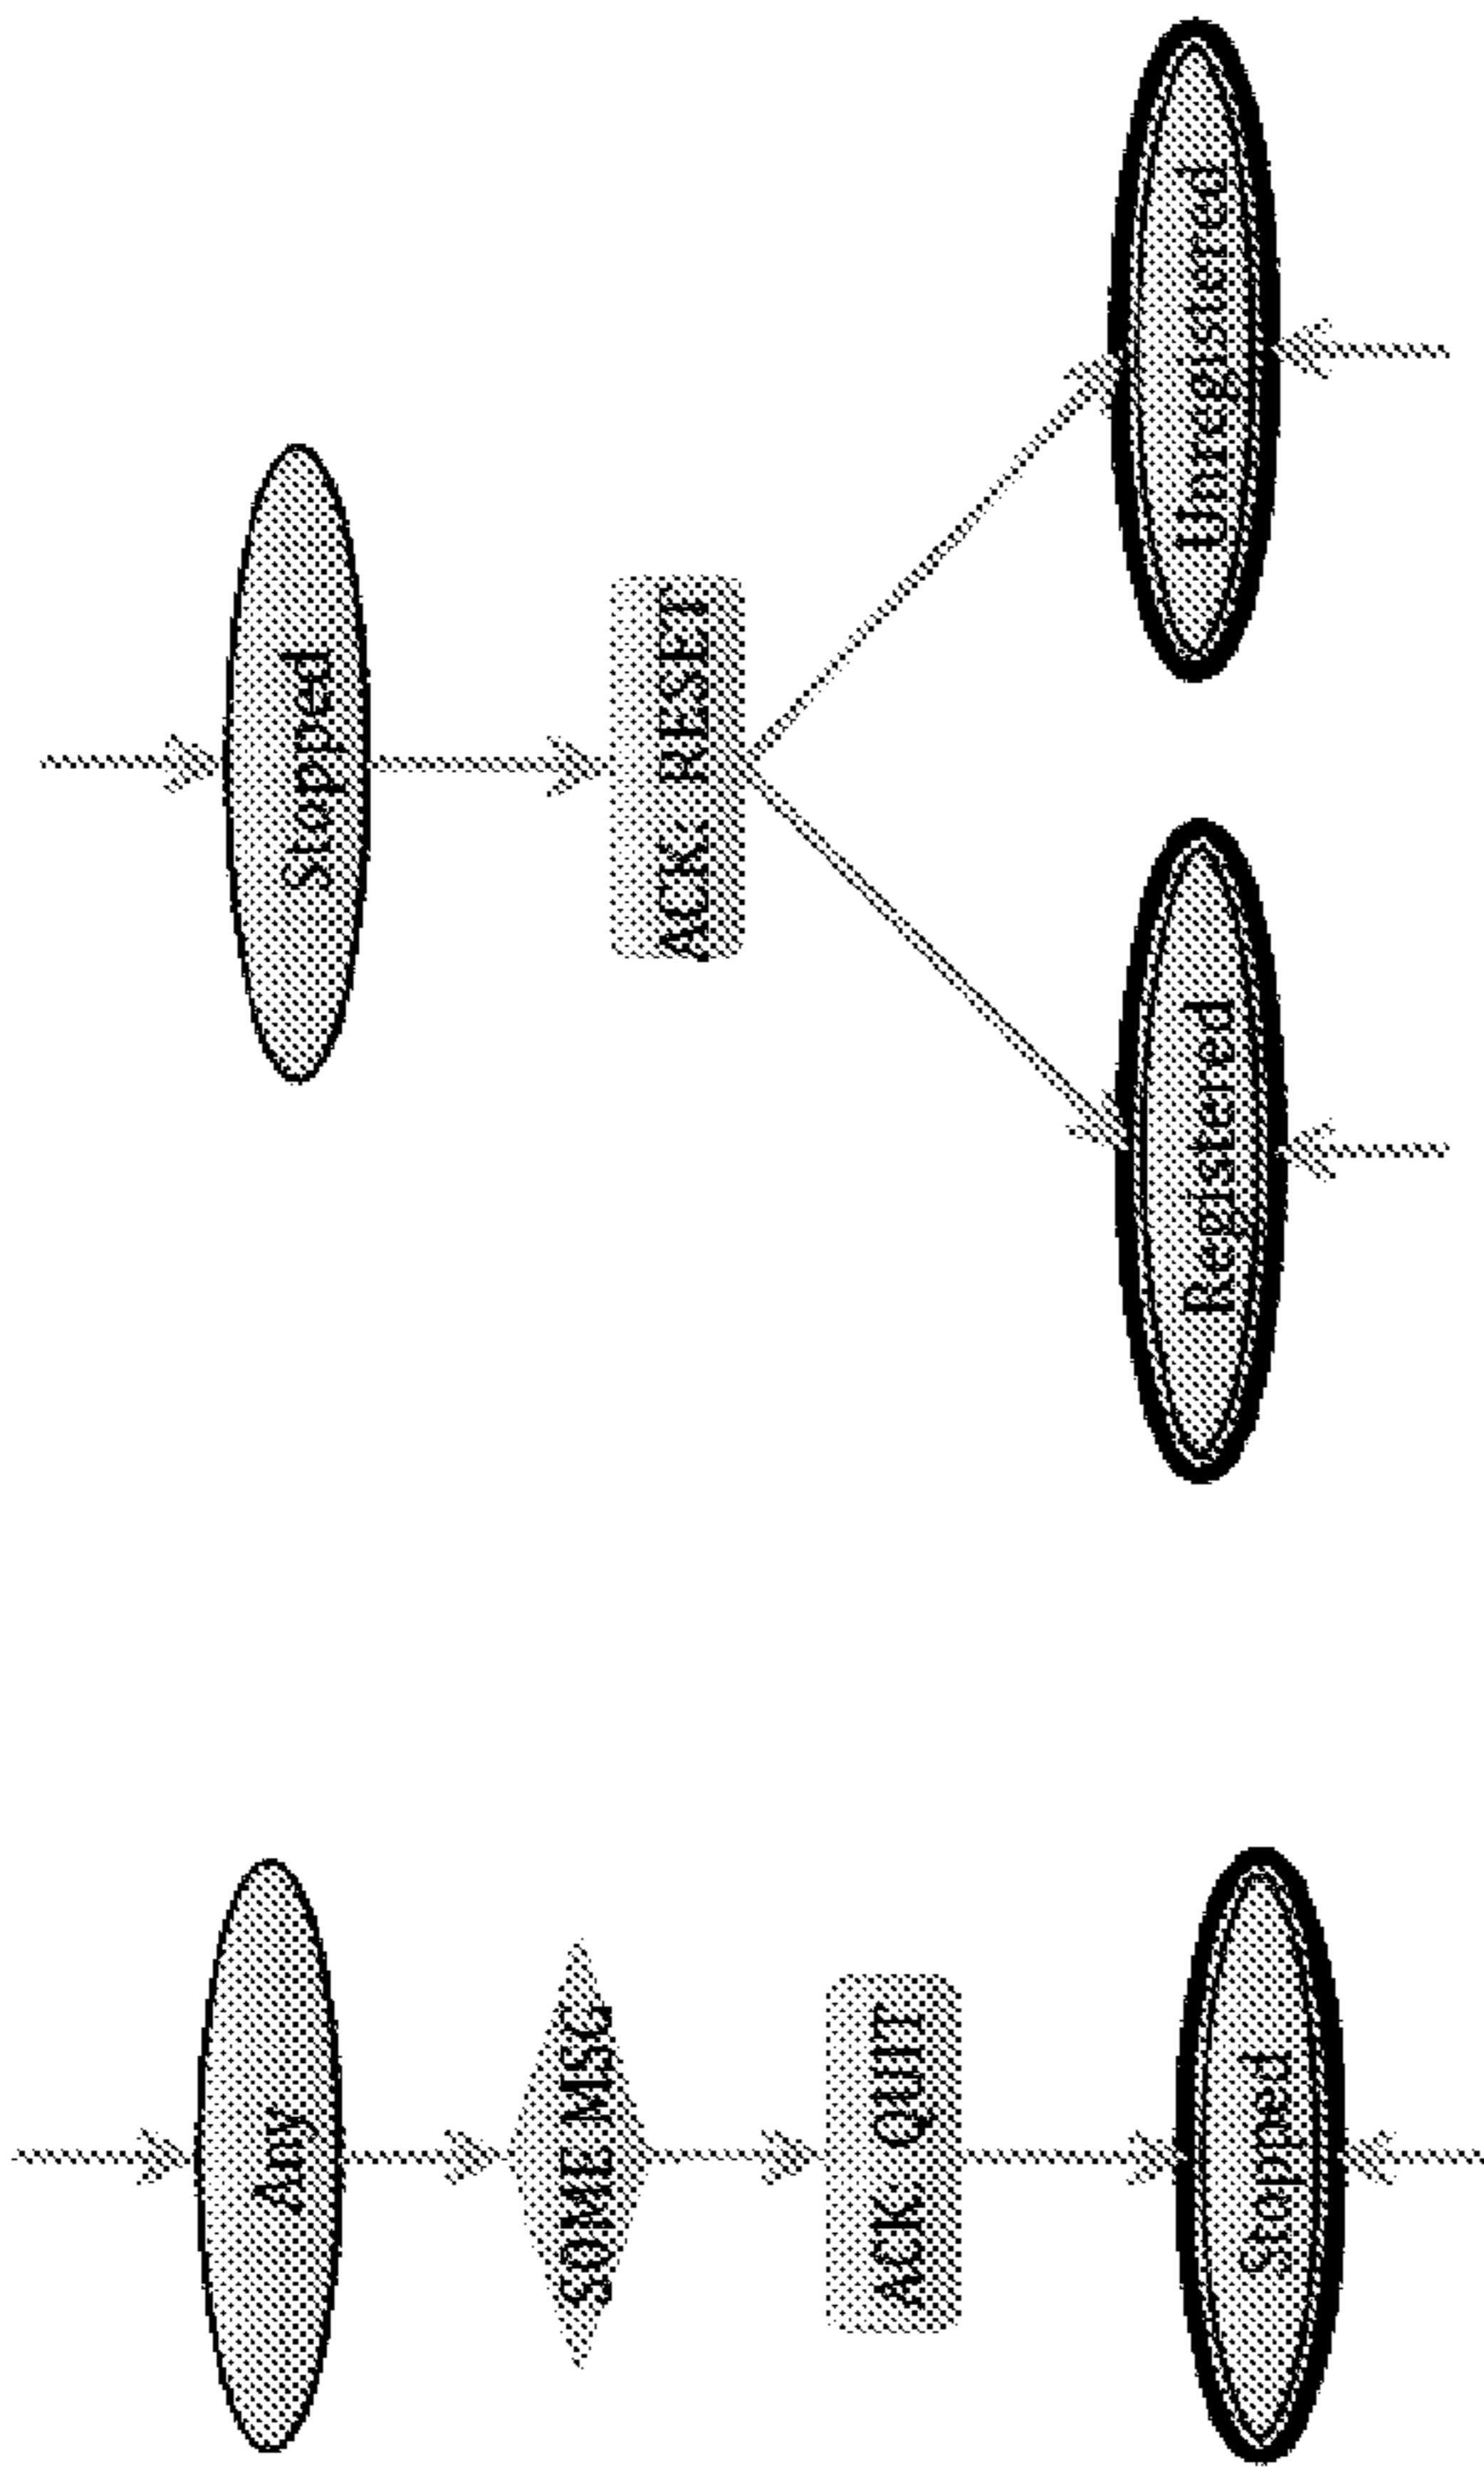 Any
SOME MSG
ACK, QUIT
Stopped
Stopped
ACK, RESET
Registered
Unregistered